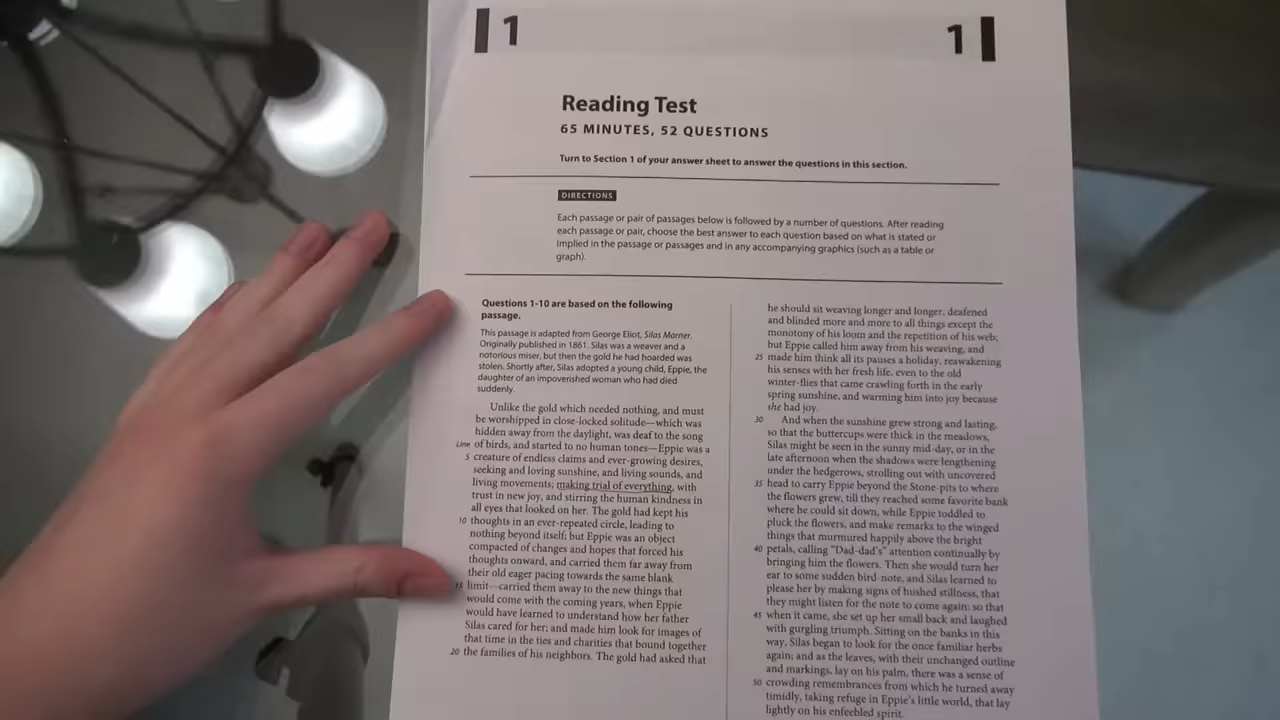 1 1
Reading Test
65 MINUTES, 52 QUESTIONS
Turn to Section 1 of your answer sheet to answer the questions in this section.
DIRECTIONS
Each passage or pair of passages below is followed by a number of questions. After reading
each passage or pair, choose the best answer to each question based on what is stated or
implied in the passage or passages and in any accompanying graphics (such as a table or
graph).
Questions 1-10 are based on the following
passage.
This passage is adapted from George Eliot, Silas Marner.
Originally published in 1861. Silas was a weaver and a
notorious miser, but then the gold he had hoarded was
stolen. Shortly after, Silas adopted a young child, Eppie, the
daughter of an impoverished woman who had died
suddenly.
Unlike the gold which needed nothing, and must
be worshipped in close-locked solitude—which was
hidden away from the daylight, was deaf to the song
Line of birds, and started to no human tones—Eppie was a
5 creature of endless claims and ever-growing desires,
seeking and loving sunshine, and living sounds, and
living movements; making trial of everything, with
trust in new joy, and stirring the human kindness in
all eyes that looked on her. The gold had kept his
10 thoughts in an ever-repeated circle, leading to
nothing beyond itself; but Eppie was an object
compacted of changes and hopes that forced his
thoughts onward, and carried them far away from
their old eager pacing towards the same blank
15 limit—carried them away to the new things that
would come with the coming years, when Eppie
would have learned to understand how her father
Silas cared for her; and made him look for images of
that time in the ties and charities that bound together
20 the families of his neighbors. The gold had asked that
he should sit weaving longer and longer, deafened
and blinded more and more to all things except the
monotony of his loom and the repetition of his web;
but Eppie called him away from his weaving, and
25 made him think all its pauses a holiday, reawakening
his senses with her fresh life, even to the old
winter-flies that came crawling forth in the early
spring sunshine, and warming him into joy because
she had joy.
30 And when the sunshine grew strong and lasting,
so that the buttercups were thick in the meadows,
Silas might be seen in the sunny mid-day, or in the
late afternoon when the shadows were lengthening
under the hedgerows, strolling out with uncovered
35 head to carry Eppie beyond the Stone-pits to where
the flowers grew, till they reached some favorite bank
where he could sit down, while Eppie toddled to
pluck the flowers, and make remarks to the winged
things that murmured happily above the bright
40 petals, calling "Dad-dad's" attention continually by
bringing him the flowers. Then she would turn her
ear to some sudden bird-note, and Silas learned to
please her by making signs of hushed stillness, that
they might listen for the note to come again: so that
45 when it came, she set up her small back and laughed
with gurgling triumph. Sitting on the banks in this
way, Silas began to look for the once familiar herbs
again; and as the leaves, with their unchanged outline
and markings, lay on his palm, there was a sense of
50 crowding remembrances from which he turned away
timidly, taking refuge in Eppie's little world, that lay
lightly on his enfeebled spirit.